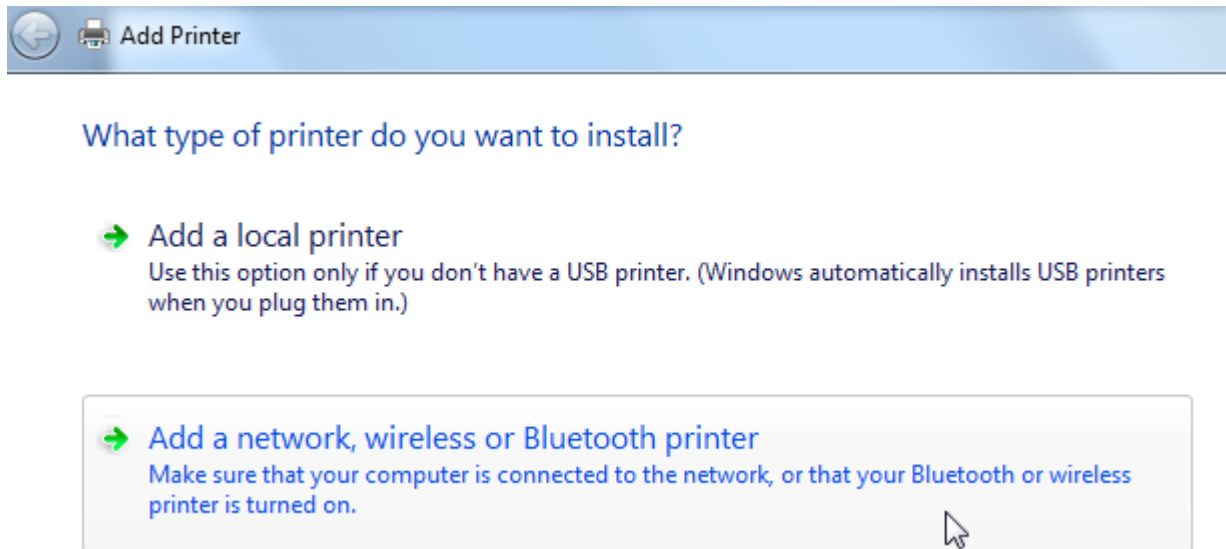 Add Printer
What type of printer do you want to install?
Add a local printer
Use this option only if you don't have a USB printer. (Windows automatically installs USB printers
when you plug them in.)
Add a network, wireless or Bluetooth printer
Make sure that your computer is connected to the network, or that your Bluetooth or wireless
printer is turned on.